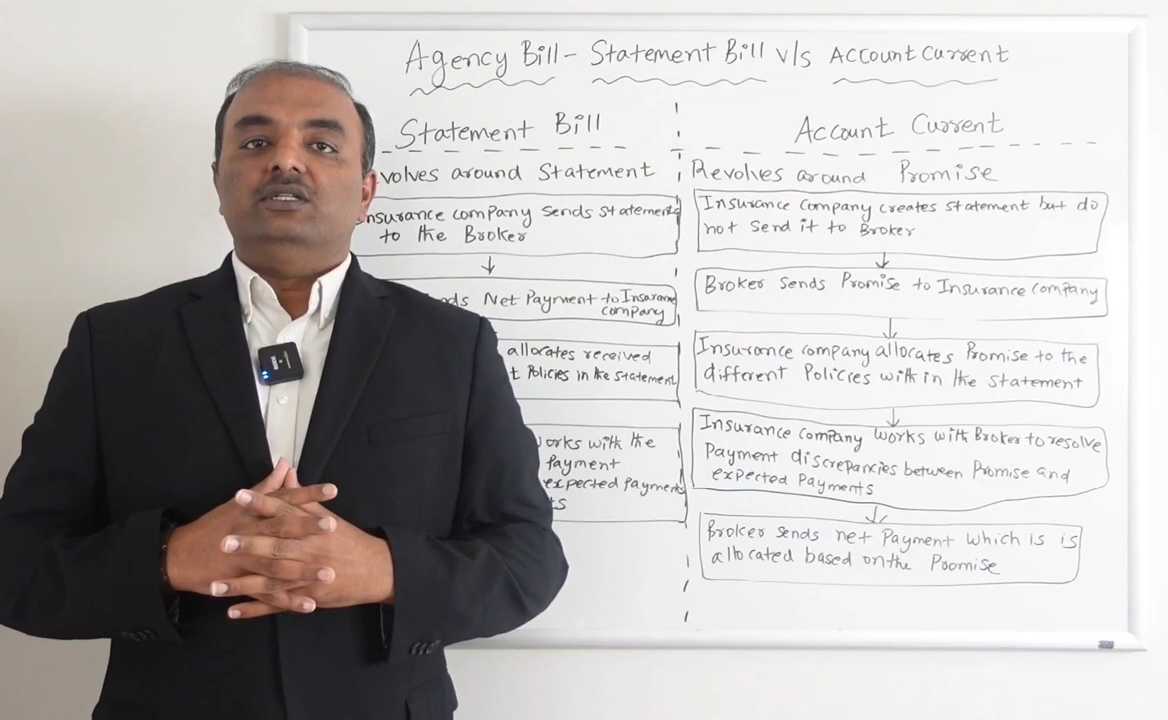 Agency Bill - Statement Bill v/s Account Current
Statement Bill
volves around Statement
nsurance company sends statements
to the Broker
ds Net Payment to Insurance
company
allocates received
t Policies in the statement
orks with the
Payment
expected payments
ts
Account Current
Revolves around Promise
Insurance Company creates statement but do
not send it to Broker
Broker sends Promise to Insurance company
Insurance company allocates Promise to the
different Policies with in the statement
Insurance company works with Broker to resolve
Payment discrepancies between Promise and
expected payments
Broker sends net Payment which is is
allocated based on the Poomise